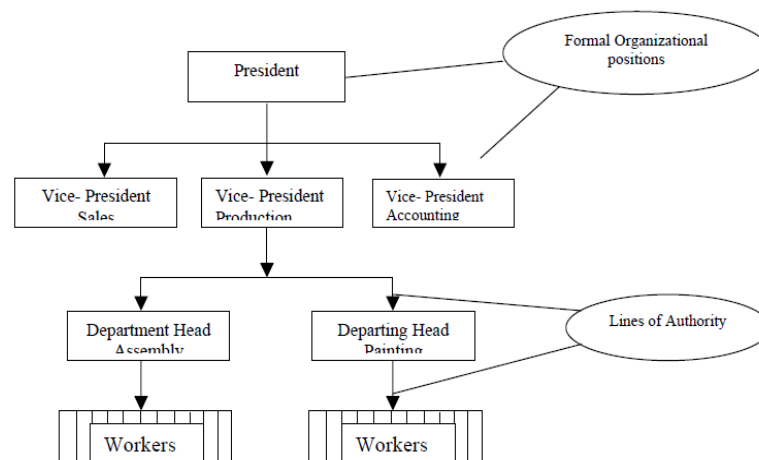 Formal Organizational
positions
President
Vice- President
Sales
Vice- President
Production
Vice- President
Accounting
Department Head
Assembly
Departing Head
Painting
Lines of Authority
Workers
Workers